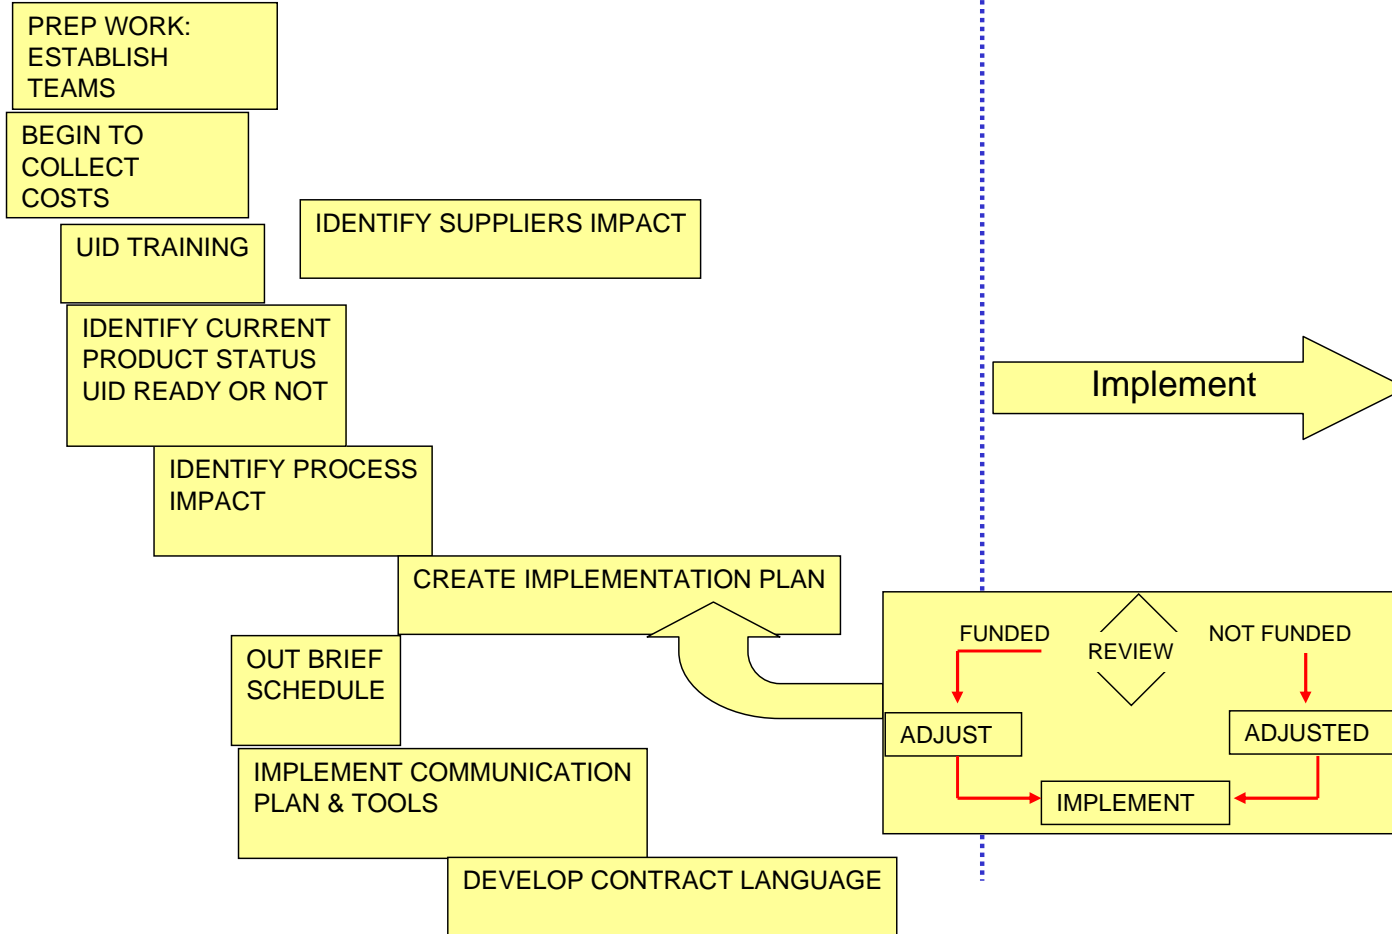 PREP WORK:
ESTABLISH
TEAMS
BEGIN TO
COLLECT
COSTS
UID TRAINING
IDENTIFY SUPPLIERS IMPACT
IDENTIFY CURRENT
PRODUCT STATUS
UID READY OR NOT
Implement
IDENTIFY PROCESS
IMPACT
CREATE IMPLEMENTATION PLAN
OUT BRIEF
SCHEDULE
FUNDED
REVIEW
NOT FUNDED
ADJUST
ADJUSTED
IMPLEMENT
IMPLEMENT COMMUNICATION
PLAN & TOOLS
DEVELOP CONTRACT LANGUAGE